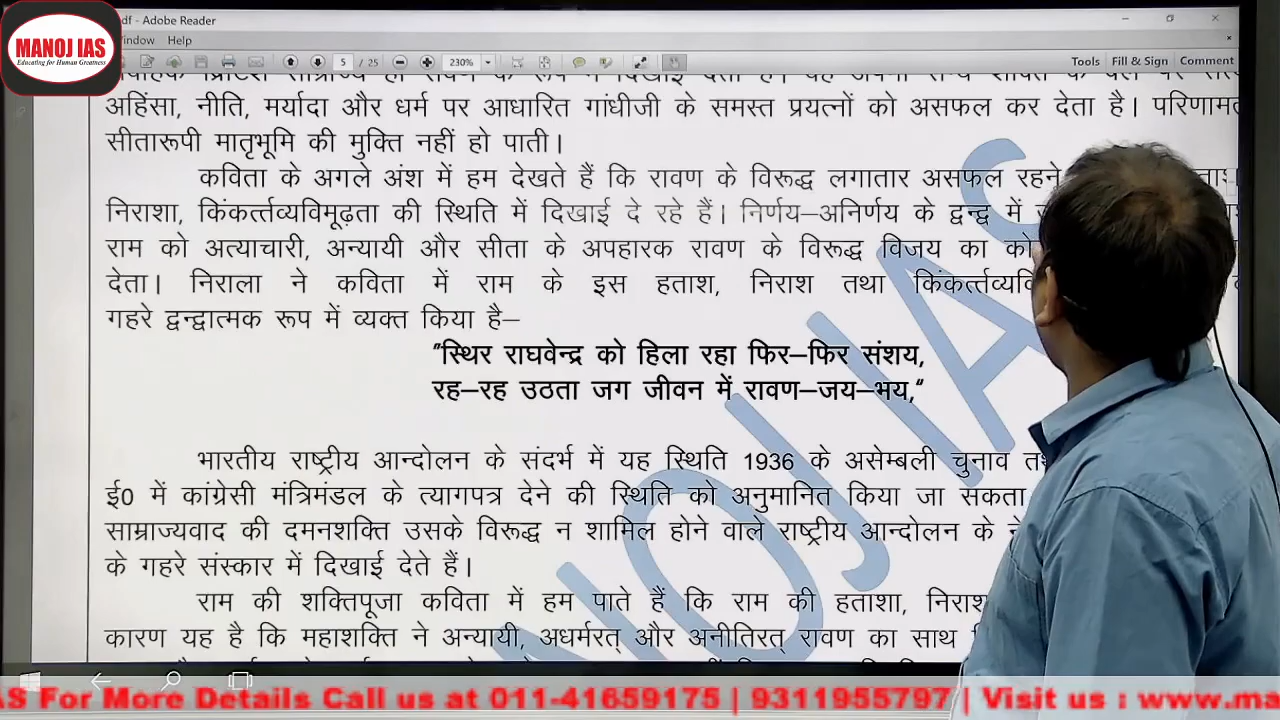 MANOJ IAS
Educating for Human Greatness
df - Adobe Reader
indow Help
5 / 25 230% Tools Fill & Sign Comment
अहिंसा, नीति, मर्यादा और धर्म पर आधारित गांधीजी के समस्त प्रयत्नों को असफल कर देता है। परिणामत
सीतारूपी मातृभूमि की मुक्ति नहीं हो पाती।
कविता के अगले अंश में हम देखते हैं कि रावण के विरूद्ध लगातार असफल रहने
निराशा, किंकर्त्तव्यविमूढ़ता की स्थिति में दिखाई दे रहे हैं। निर्णय–अनिर्णय के द्वन्द्व में
राम को अत्याचारी, अन्यायी और सीता के अपहारक रावण के विरूद्ध विजय का को
देता। निराला ने कविता में राम के इस हताश, निराश तथा किंकर्त्तव्यवि
गहरे द्वन्द्वात्मक रूप में व्यक्त किया है–
"स्थिर राघवेन्द्र को हिला रहा फिर–फिर संशय,
रह–रह उठता जग जीवन में रावण–जय–भय,"
भारतीय राष्ट्रीय आन्दोलन के संदर्भ में यह स्थिति 1936 के असेम्बली चुनाव
ई0 में कांग्रेसी मंत्रिमंडल के त्यागपत्र देने की स्थिति को अनुमानित किया जा सकता
साम्राज्यवाद की दमनशक्ति उसके विरूद्ध न शामिल होने वाले राष्ट्रीय आन्दोलन के ने
के गहरे संस्कार में दिखाई देते हैं।
राम की शक्तिपूजा कविता में हम पाते हैं कि राम की हताशा, निराश
कारण यह है कि महाशक्ति ने अन्यायी, अधर्मरत् और अनीतिरत् रावण का साथ
NOJ IAS
AS For More Details Call us at 011-41659175 | 9311955797 | Visit us : www.ma